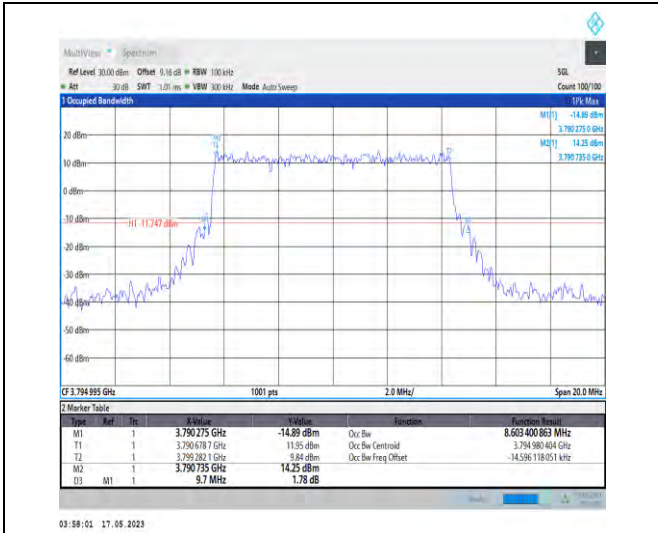 MultiView Spectrum
Ref Level 30.00 dBm Offset 9.16 dB RBW 100 kHz SGL
Att 30 dB SWT 1.01 ms VBW 300 kHz Mode Auto Sweep Count 100/100
1 Occupied Bandwidth 1Pk Max
M1[1] -14.89 dBm
3.790 275 0 GHz
M2[1] 14.25 dBm
3.790 735 0 GHz
20 dBm
10 dBm
0 dBm
-10 dBm
H1 -11.747 dBm
-20 dBm
-30 dBm
-40 dBm
-50 dBm
-60 dBm
CF 3.794 995 GHz 1001 pts 2.0 MHz/ Span 20.0 MHz
2 Marker Table
Type Ref Trc X-Value Y-Value Function Function Result
M1 1 3.790 275 GHz -14.89 dBm Occ Bw 8.603 400 863 MHz
T1 1 3.790 678 7 GHz 11.95 dBm Occ Bw Centroid 3.794 980 404 GHz
T2 1 3.799 282 1 GHz 9.84 dBm Occ Bw Freq Offset -14.596 118 051 kHz
M2 1 3.790 735 GHz 14.25 dBm
D3 M1 1 9.7 MHz 1.78 dB
03:58:01 17.05.2023